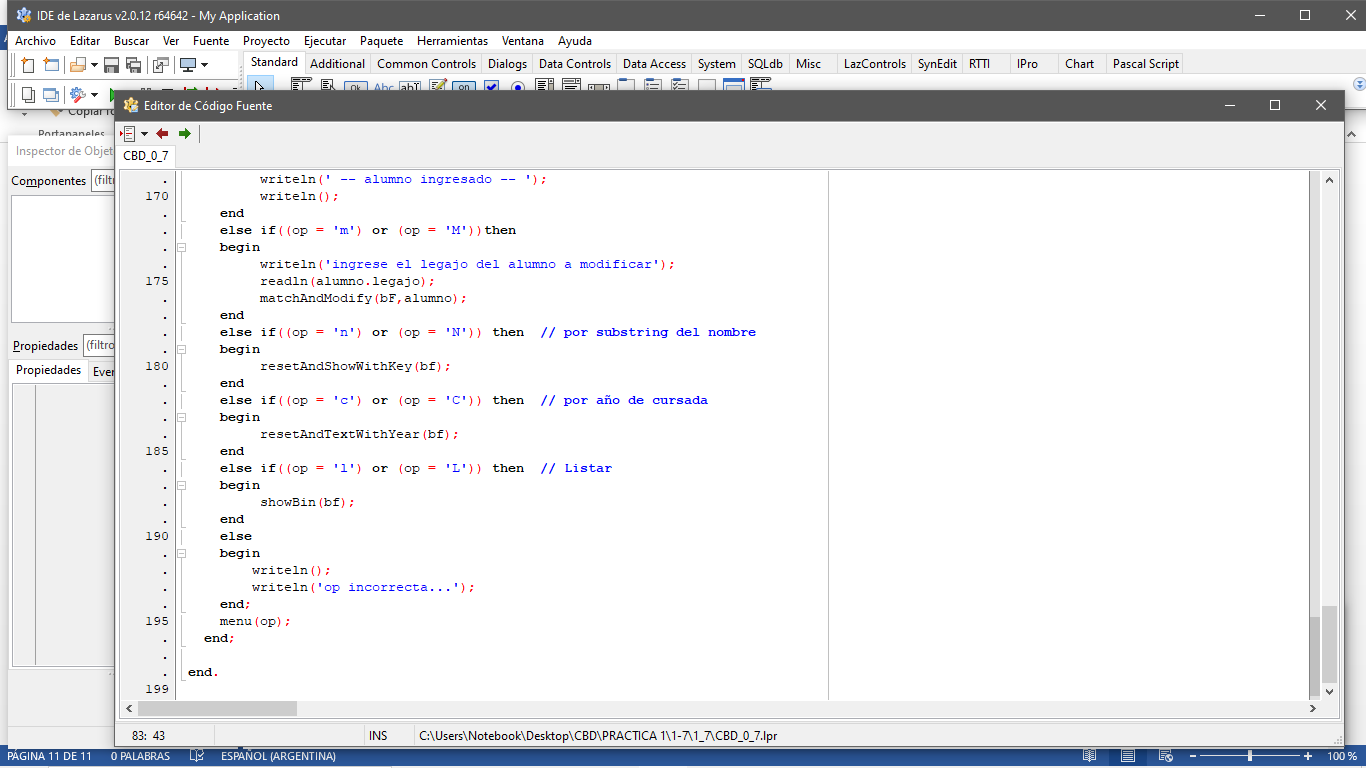 IDE de Lazarus v2.0.12 r64642 - My Application
Archivo Editar Buscar Ver Fuente Proyecto Ejecutar Paquete Herramientas Ventana Ayuda
Standard Additional Common Controls Dialogs Data Controls Data Access System SQLdb Misc LazControls SynEdit RTTI IPro Chart Pascal Script
Editor de Código Fuente
Copiar
Portapapeles
Inspector de Objet
CBD_0_7
Componentes (filtr
Propiedades (filtro
Propiedades Ever
writeln(' -- alumno ingresado -- ');
170 writeln();
end
else if((op = 'm') or (op = 'M'))then
begin
writeln('ingrese el legajo del alumno a modificar');
175 readln(alumno.legajo);
matchAndModify(bF,alumno);
end
else if((op = 'n') or (op = 'N')) then // por substring del nombre
begin
180 resetAndShowWithKey(bf);
end
else if((op = 'c') or (op = 'C')) then // por año de cursada
begin
resetAndTextWithYear(bf);
185 end
else if((op = 'l') or (op = 'L')) then // Listar
begin
showBin(bf);
end
190 else
begin
writeln();
writeln('op incorrecta...');
end;
195 menu(op);
end;
end.
199
83: 43 INS C:\Users\Notebook\Desktop\CBD\PRACTICA 1\1-7\1_7\CBD_0_7.lpr
PÁGINA 11 DE 11 0 PALABRAS ESPAÑOL (ARGENTINA) 100 %